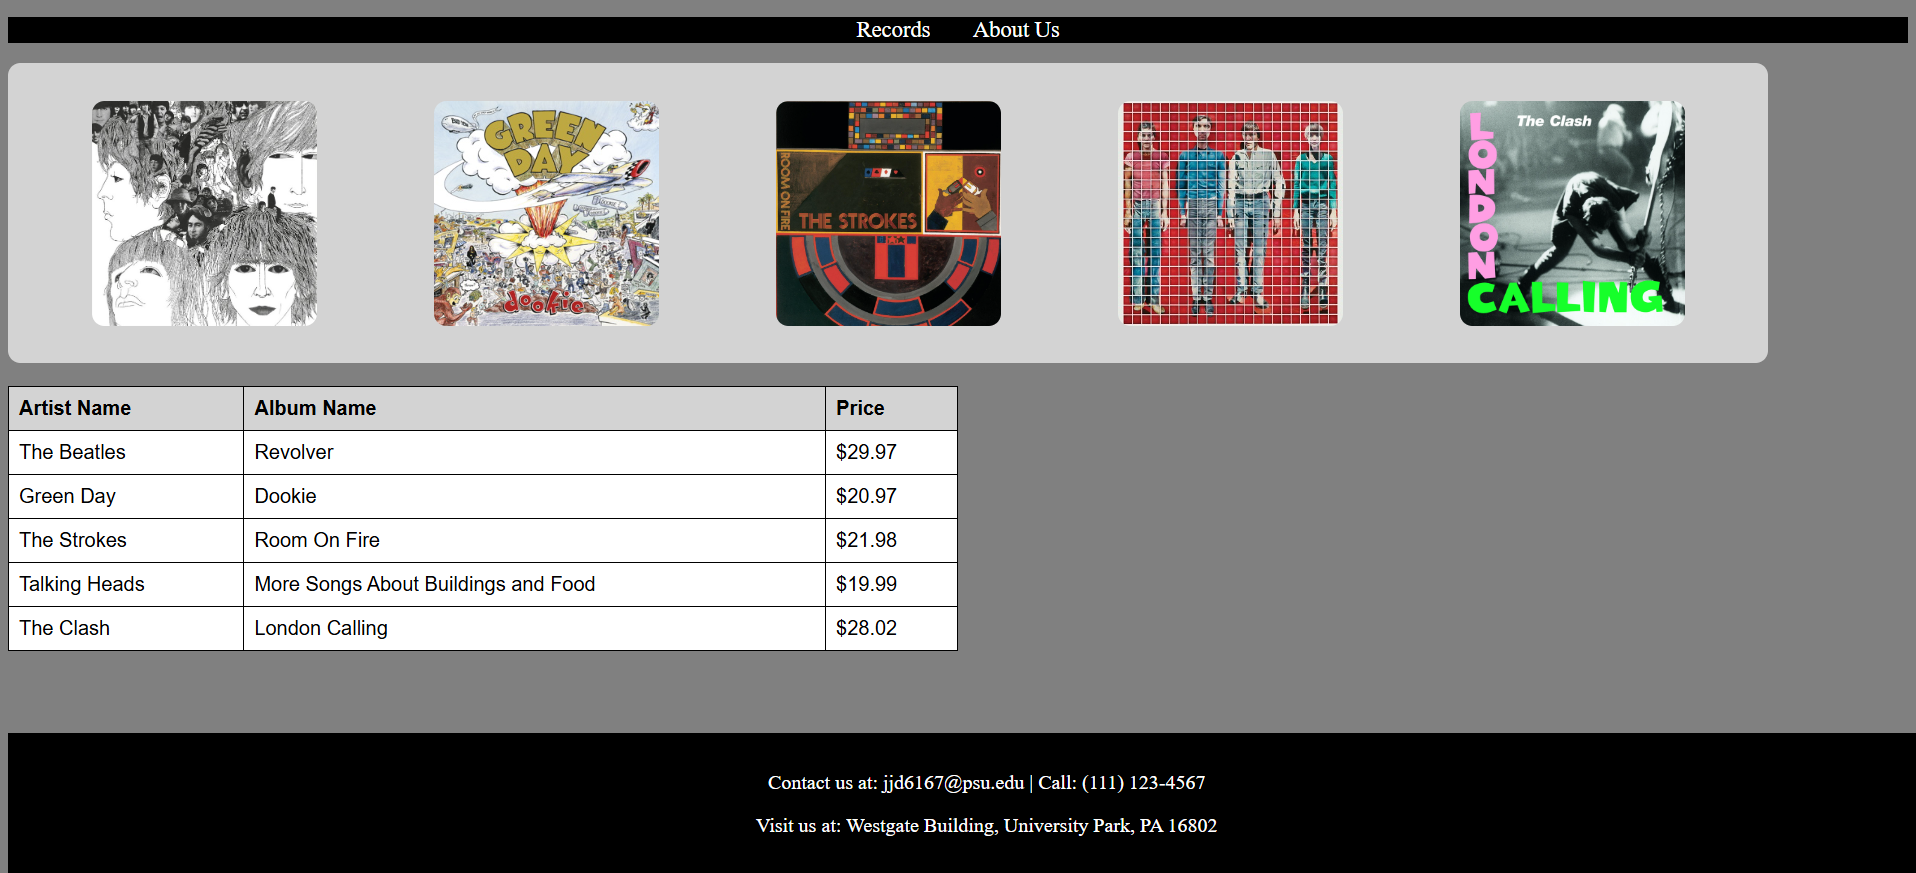 Records About Us
GREEN DAY
dookie
ROOM ON FIRE
THE STROKES
The Clash
LONDON
CALLING
Artist Name Album Name Price
The Beatles Revolver $29.97
Green Day Dookie $20.97
The Strokes Room On Fire $21.98
Talking Heads More Songs About Buildings and Food $19.99
The Clash London Calling $28.02
Contact us at: jjd6167@psu.edu | Call: (111) 123-4567
Visit us at: Westgate Building, University Park, PA 16802